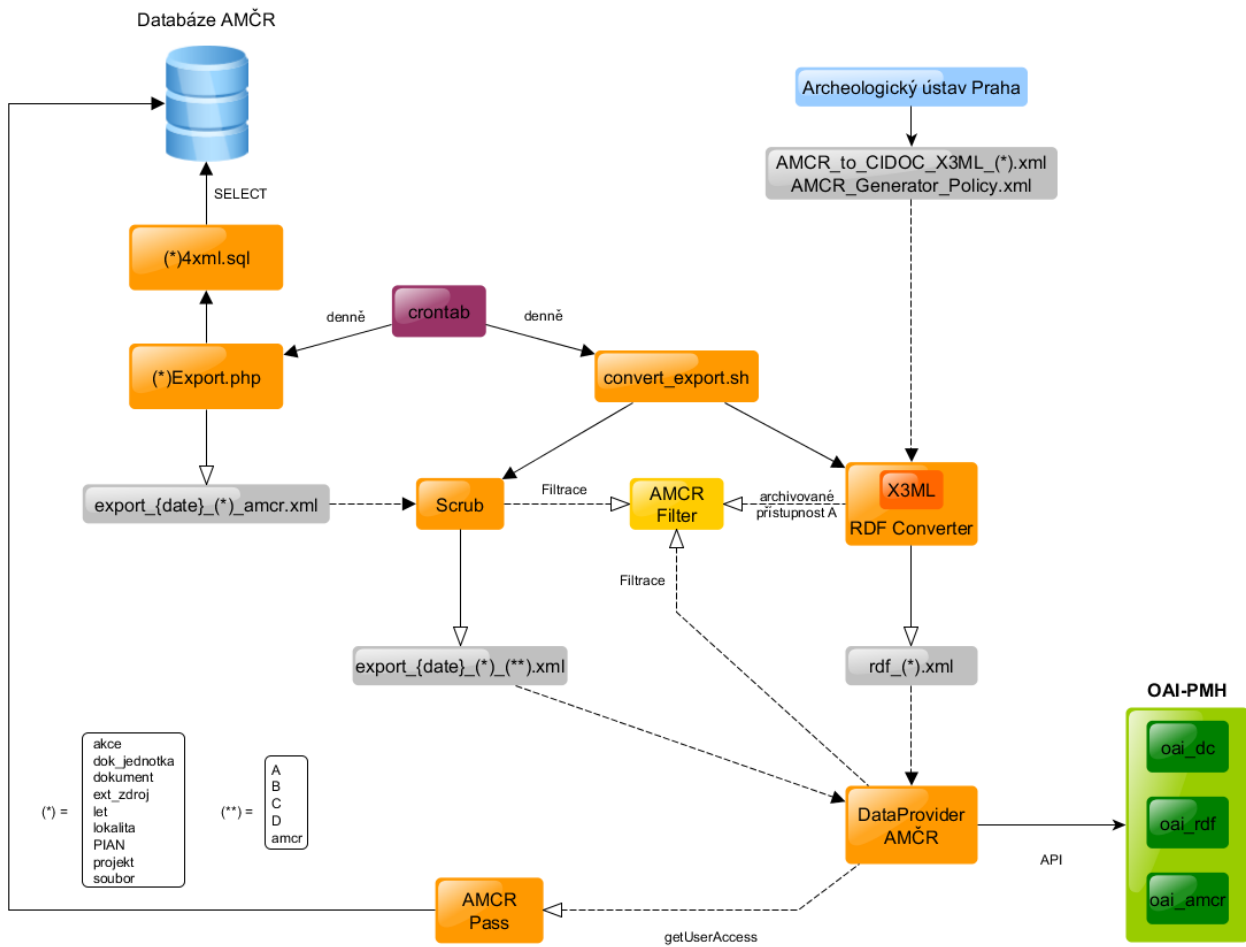 Databáze AMČR
Archeologický ústav Praha
AMCR_to_CIDOC_X3ML_(*).xml
AMCR_Generator_Policy.xml
SELECT
(*)4xml.sql
crontab
denně
denně
(*)Export.php
convert_export.sh
export_{date}_(*)_amcr.xml
Scrub
Filtrace
AMCR
Filter
archivované
přístupnost A
X3ML
RDF Converter
Filtrace
export_{date}_(*)_(**).xml
rdf_(*).xml
OAI-PMH
oai_dc
oai_rdf
oai_amcr
(*) =
akce
dok_jednotka
dokument
ext_zdroj
let
lokalita
PIAN
projekt
soubor
(**) =
A
B
C
D
amcr
DataProvider
AMČR
API
AMCR
Pass
getUserAccess